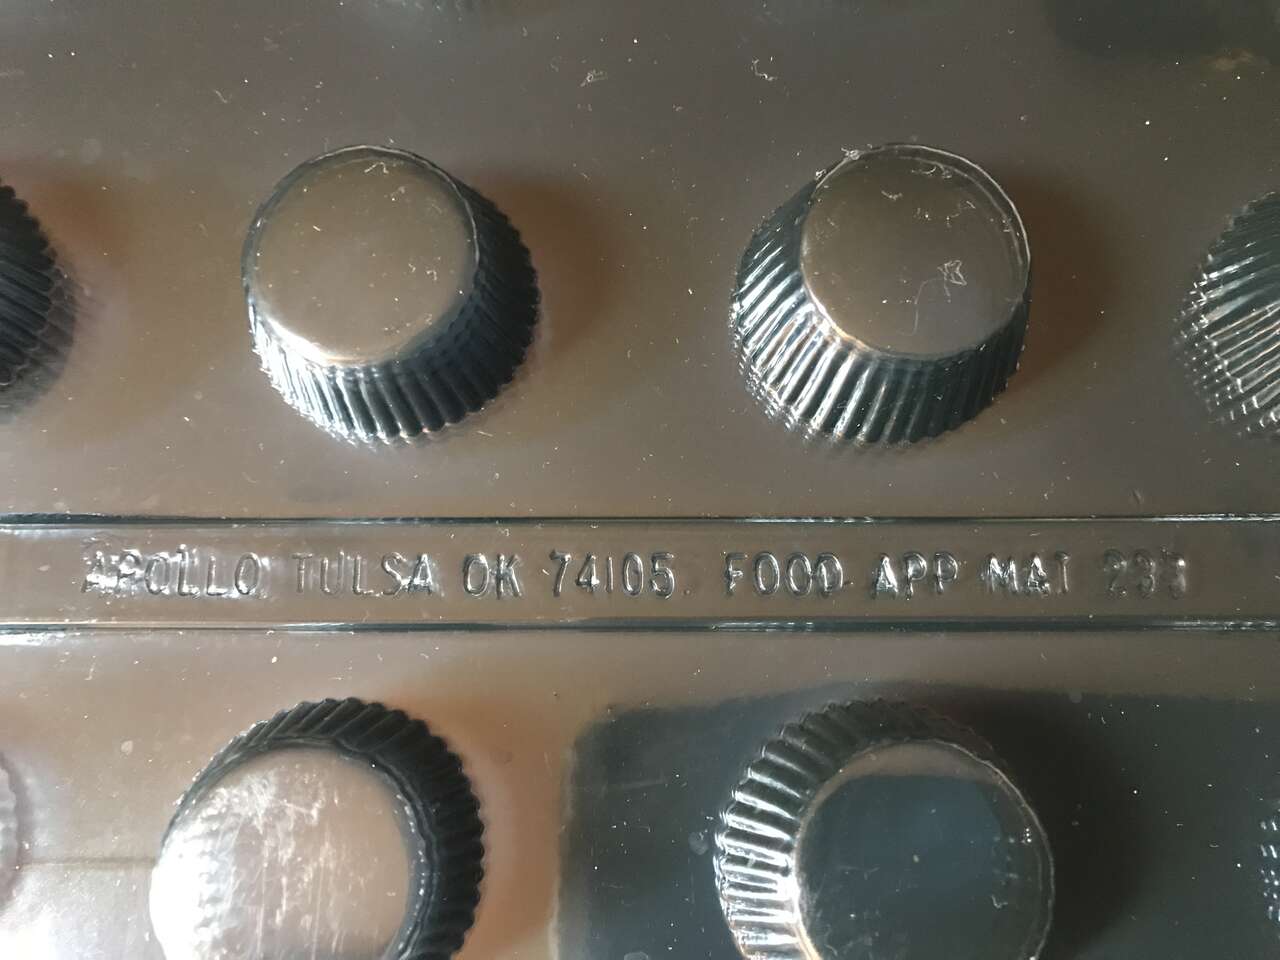 APOLLO TULSA OK 74105. FOOD APP MAT 235